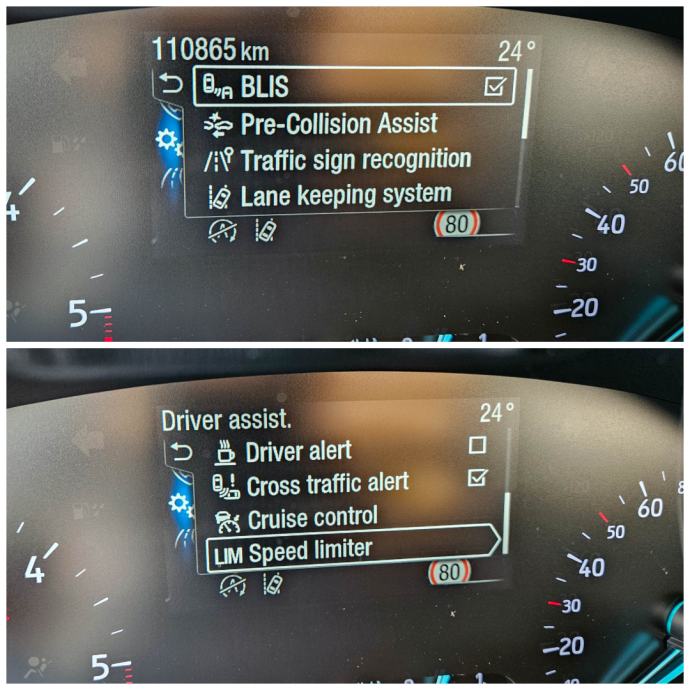 110865 km 24°
BLIS
Pre-Collision Assist
Traffic sign recognition
Lane keeping system
80
4
5
60
50
40
30
20
Driver assist. 24°
Driver alert
Cross traffic alert
Cruise control
LIM Speed limiter
80
4
5
60
50
40
30
20